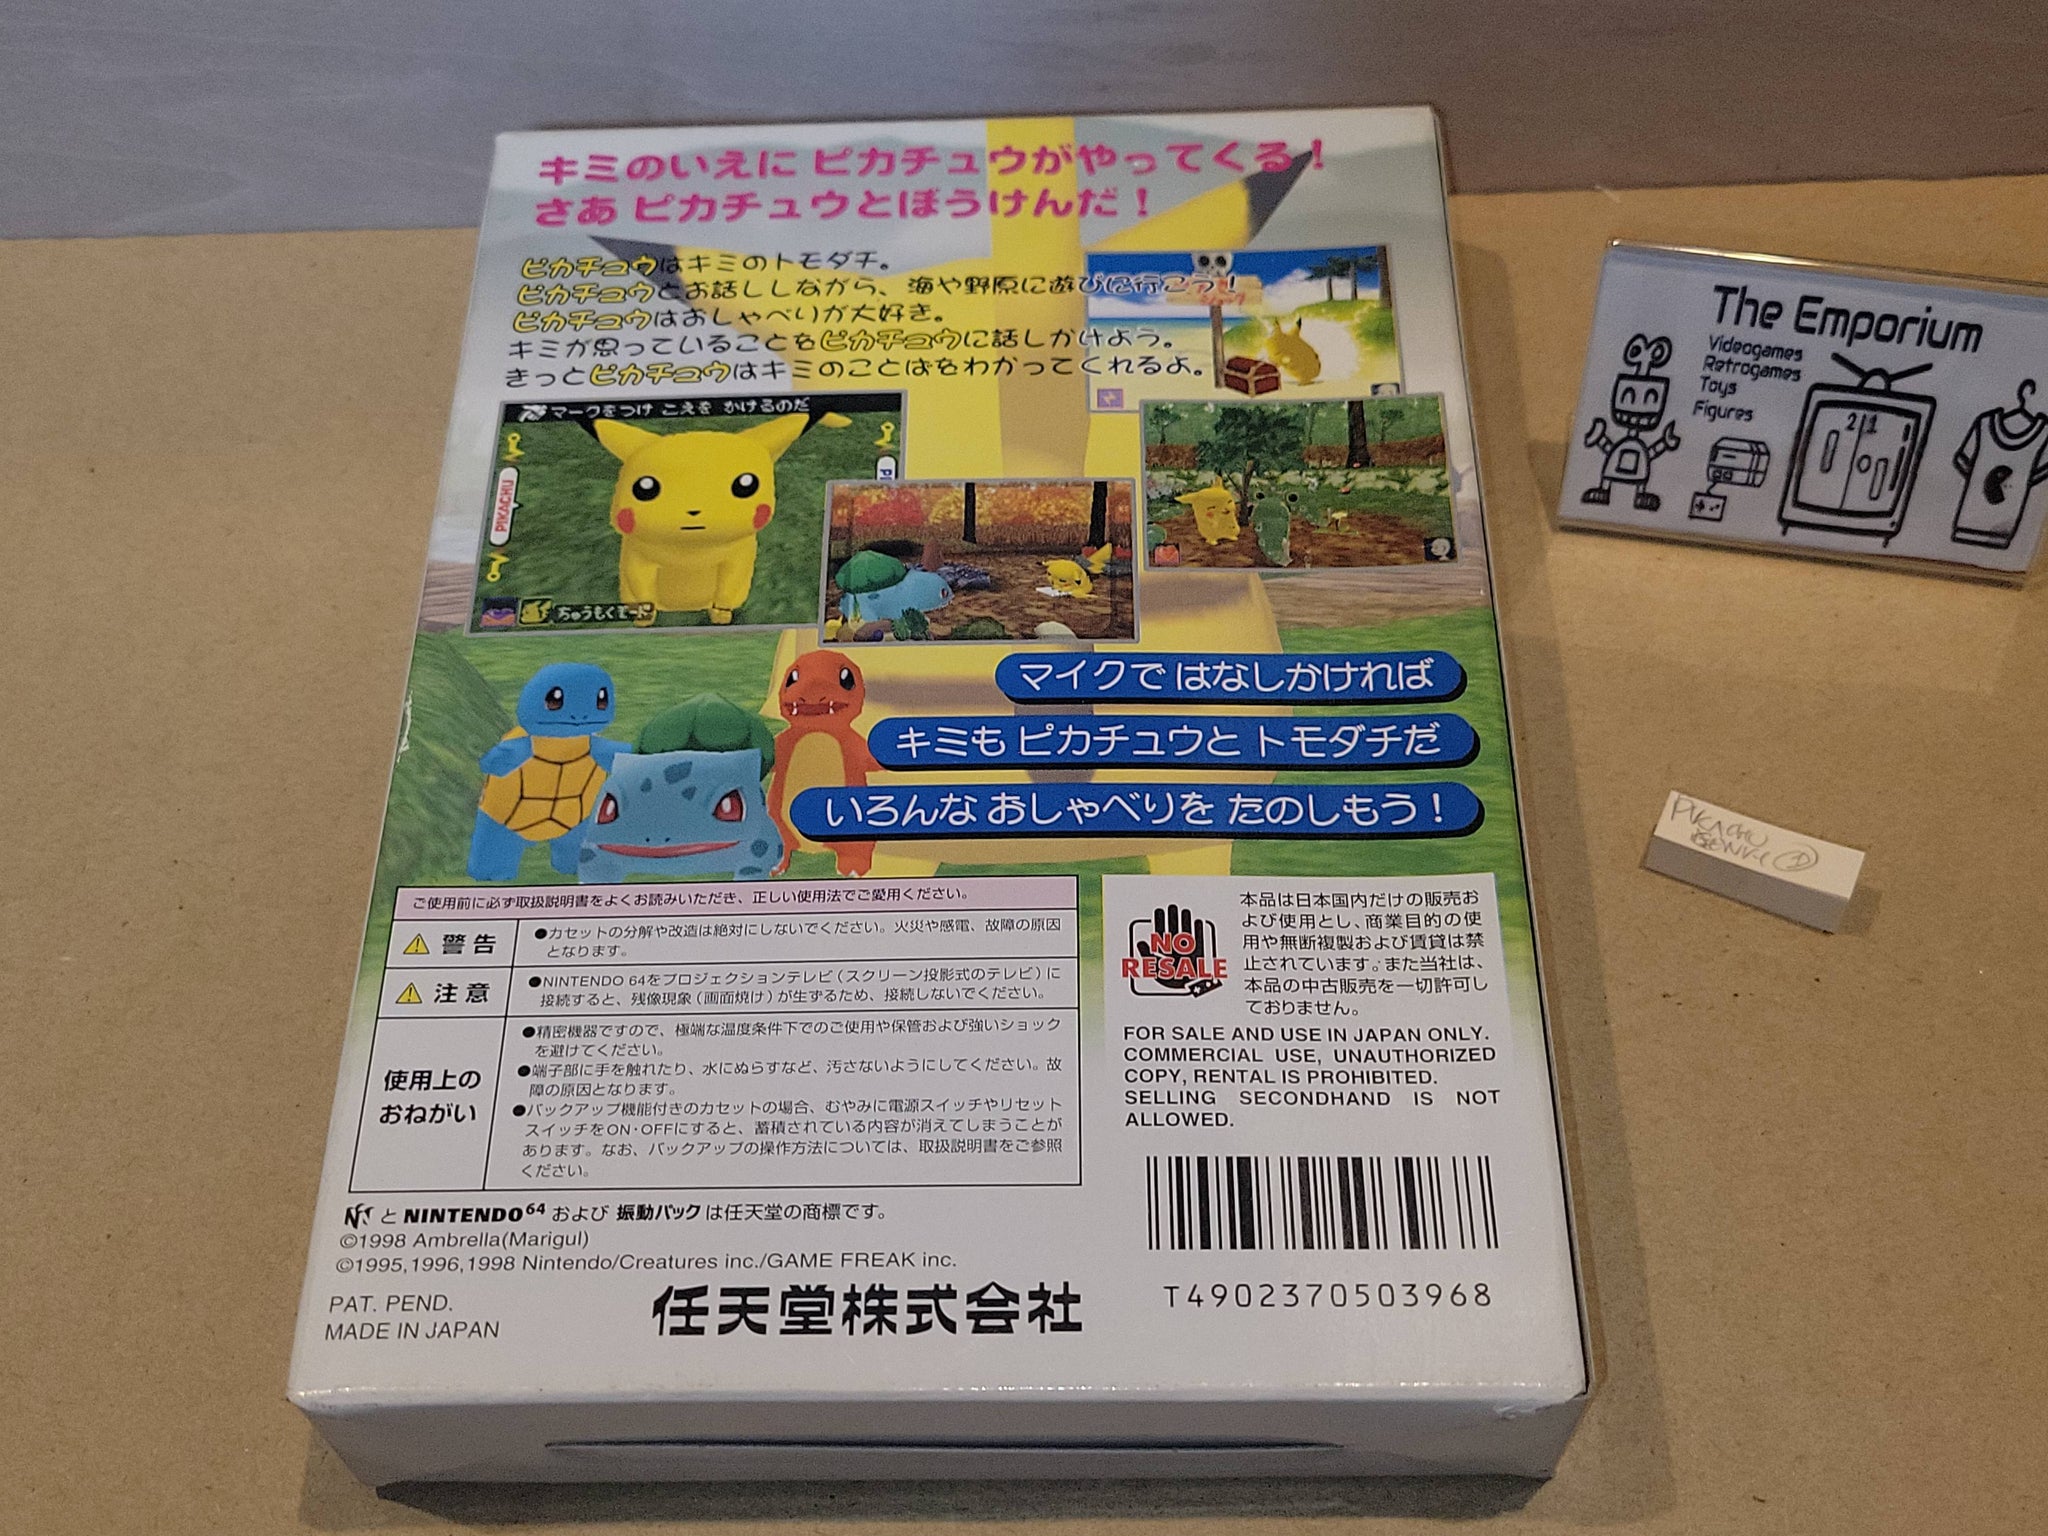 キミのいえに ピカチュウがやってくる！
さあ ピカチュウとぼうけんだ！
ピカチュウはキミのトモダチ。
ピカチュウとお話ししながら、海や野原に遊びに行こう！
ピカチュウはおしゃべりが大好き。
キミが思っていることをピカチュウに話しかけよう。
きっとピカチュウはキミのことばをわかってくれるよ。
マークをつけ こえを かけるのだ
PIKACHU
PI
ちゅうもくモード
マイクで はなしかければ
キミも ピカチュウと トモダチだ
いろんな おしゃべりを たのしもう！
ご使用前に必ず取扱説明書をよくお読みいただき、正しい使用法でご愛用ください。
警告
●カセットの分解や改造は絶対にしないでください。火災や感電、故障の原因
となります。
注意
●NINTENDO 64をプロジェクションテレビ（スクリーン投影式のテレビ）に
接続すると、残像現象（画面焼け）が生ずるため、接続しないでください。
使用上の
おねがい
●精密機器ですので、極端な温度条件下でのご使用や保管および強いショック
を避けてください。
●端子部に手を触れたり、水にぬらすなど、汚さないようにしてください。故
障の原因となります。
●バックアップ機能付きのカセットの場合、むやみに電源スイッチやリセット
スイッチをON・OFFにすると、蓄積されている内容が消えてしまうことが
あります。なお、バックアップの操作方法については、取扱説明書をご参照
ください。
と NINTENDO64 および 振動パック は任天堂の商標です。
©1998 Ambrella(Marigul)
©1995,1996,1998 Nintendo/Creatures inc./GAME FREAK inc.
PAT. PEND.
MADE IN JAPAN
任天堂株式会社
NO
RESALE
本品は日本国内だけの販売お
よび使用とし、商業目的の使
用や無断複製および賃貸は禁
止されています。また当社は、
本品の中古販売を一切許可し
ておりません。
FOR SALE AND USE IN JAPAN ONLY.
COMMERCIAL USE, UNAUTHORIZED
COPY, RENTAL IS PROHIBITED.
SELLING SECONDHAND IS NOT
ALLOWED.
T4902370503968
The Emporium
Videogames
Retrogames
Toys
Figures
21
PIKACHU